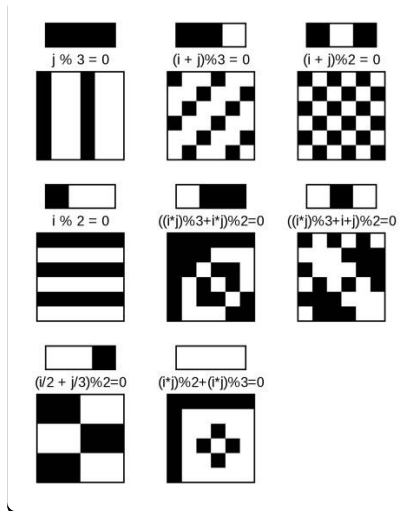 j % 3 = 0
(i + j)%3 = 0
(i + j)%2 = 0
i % 2 = 0
((i*j)%3+i*j)%2=0
((i*j)%3+i+j)%2=0
(i/2 + j/3)%2=0
(i*j)%2+(i*j)%3=0